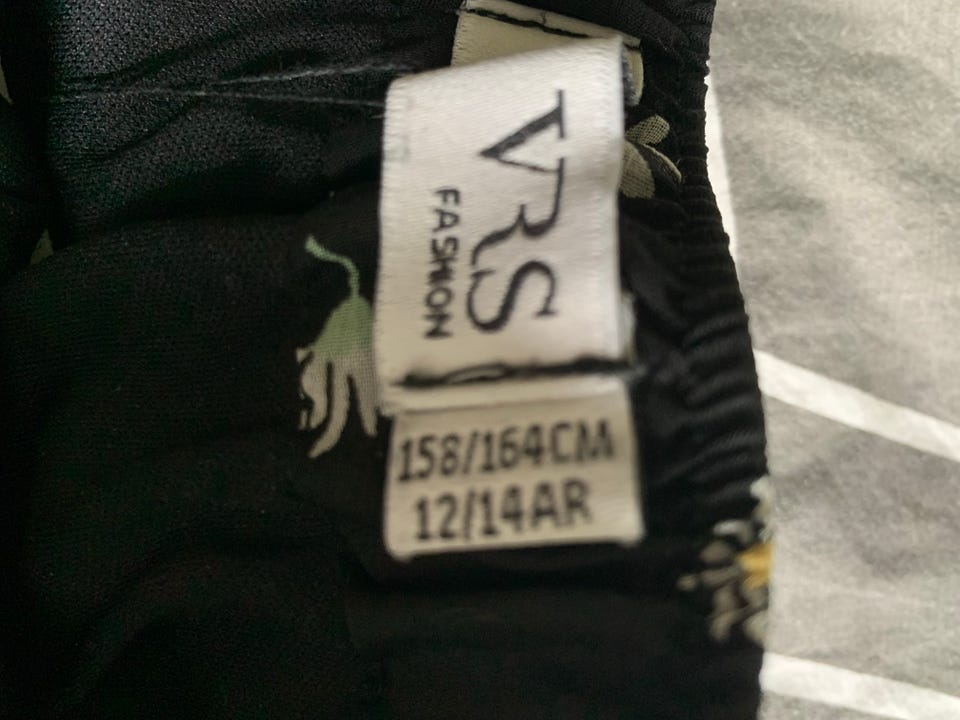 VRS
FASHION
158/164CM
12/14AR